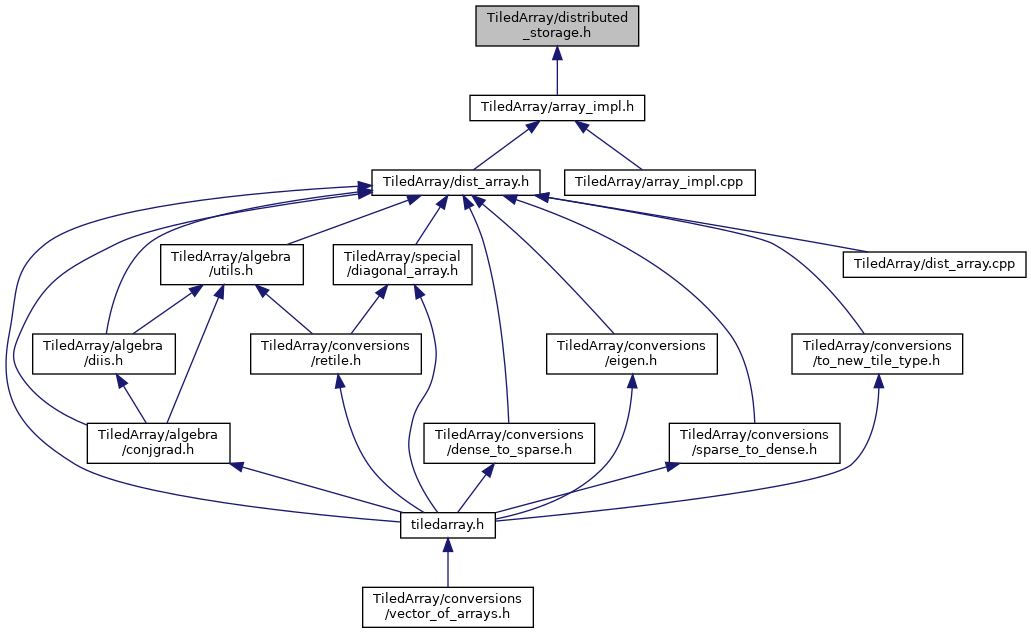 TiledArray/distributed
_storage.h
TiledArray/array_impl.h
TiledArray/dist_array.h
TiledArray/array_impl.cpp
TiledArray/algebra
/utils.h
TiledArray/special
/diagonal_array.h
TiledArray/dist_array.cpp
TiledArray/algebra
/diis.h
TiledArray/conversions
/retile.h
TiledArray/conversions
/eigen.h
TiledArray/conversions
/to_new_tile_type.h
TiledArray/algebra
/conjgrad.h
TiledArray/conversions
/dense_to_sparse.h
TiledArray/conversions
/sparse_to_dense.h
tiledarray.h
TiledArray/conversions
/vector_of_arrays.h